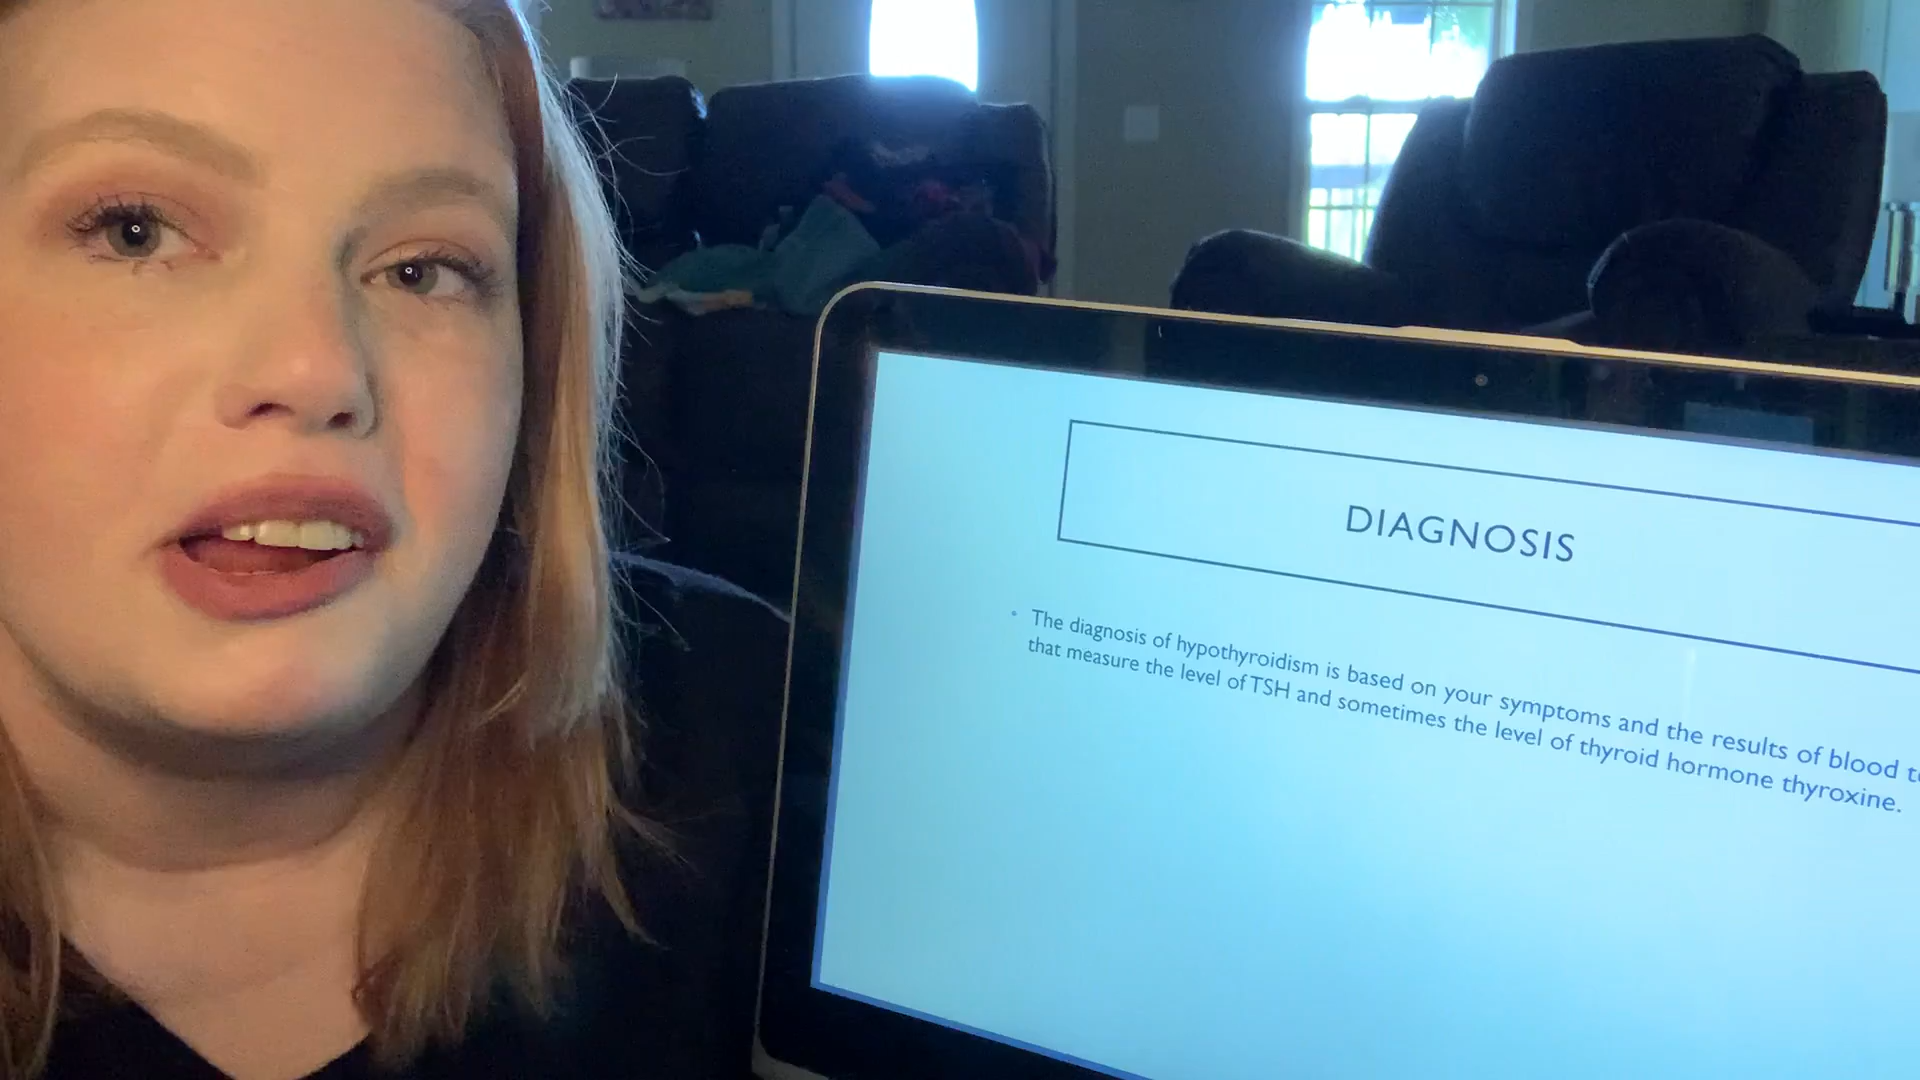 DIAGNOSIS
• The diagnosis of hypothyroidism is based on your symptoms and the results of blood
that measure the level of TSH and sometimes the level of thyroid hormone thyroxine.